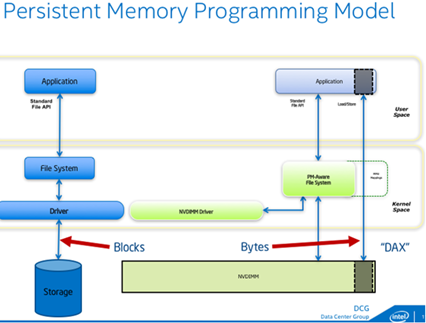 Persistent Memory Programming Model
Application
Application
Standard
File API
Standard
File API
Load/Store
User
Space
File System
PM-Aware
File System
MMU
Mappings
Driver
NVDIMM Driver
Kernel
Space
Blocks
Bytes
"DAX"
Storage
NVDIMM
DCG
Data Center Group
intel
1